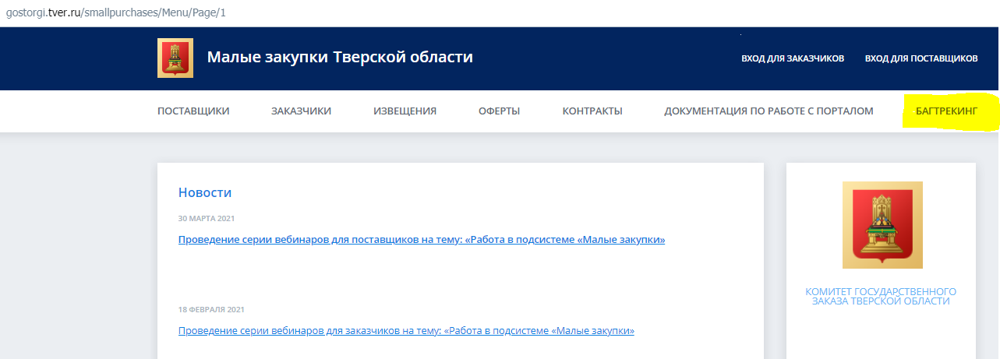 gostorgi.tver.ru/smallpurchases/Menu/Page/1
Малые закупки Тверской области
ВХОД ДЛЯ ЗАКАЗЧИКОВ
ВХОД ДЛЯ ПОСТАВЩИКОВ
ПОСТАВЩИКИ
ЗАКАЗЧИКИ
ИЗВЕЩЕНИЯ
ОФЕРТЫ
КОНТРАКТЫ
ДОКУМЕНТАЦИЯ ПО РАБОТЕ С ПОРТАЛОМ
БАГТРЕКИНГ
Новости
30 МАРТА 2021
Проведение серии вебинаров для поставщиков на тему: «Работа в подсистеме «Малые закупки»
18 ФЕВРАЛЯ 2021
Проведение серии вебинаров для заказчиков на тему: «Работа в подсистеме «Малые закупки»
КОМИТЕТ ГОСУДАРСТВЕННОГО
ЗАКАЗА ТВЕРСКОЙ ОБЛАСТИ